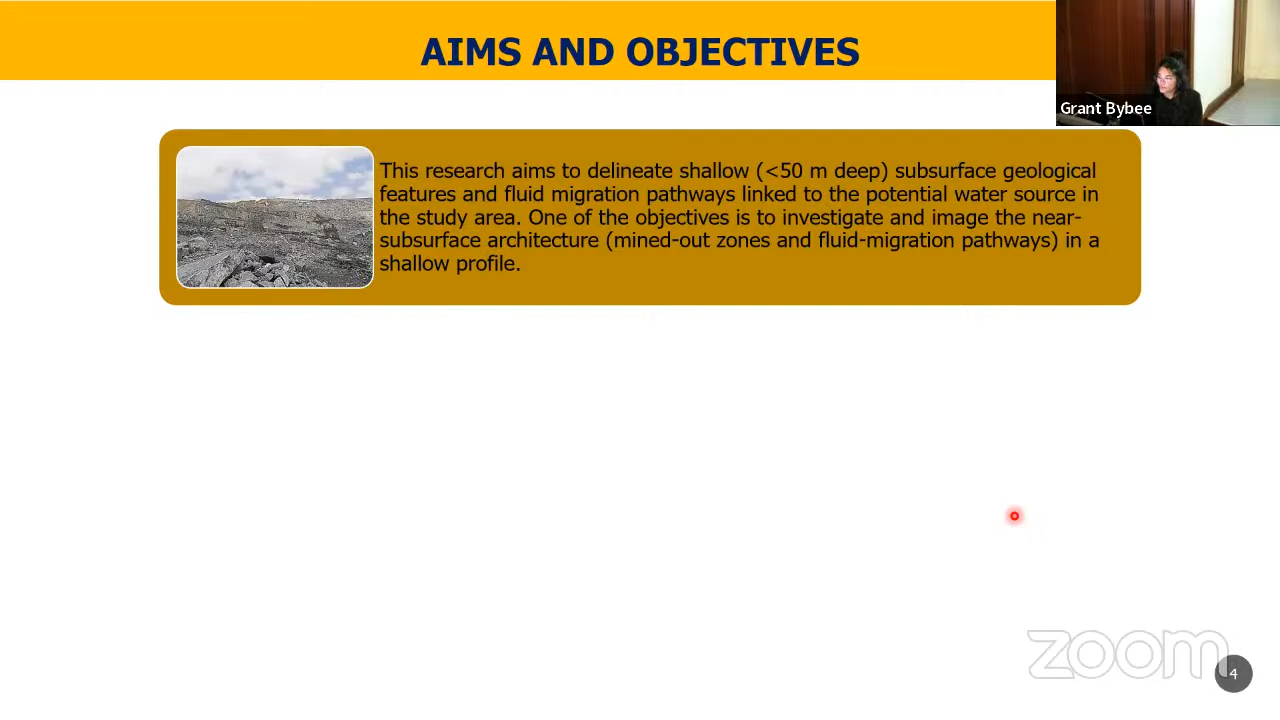 AIMS AND OBJECTIVES
Grant Bybee
This research aims to delineate shallow (<50 m deep) subsurface geological
features and fluid migration pathways linked to the potential water source in
the study area. One of the objectives is to investigate and image the near-
subsurface architecture (mined-out zones and fluid-migration pathways) in a
shallow profile.
zoom
4